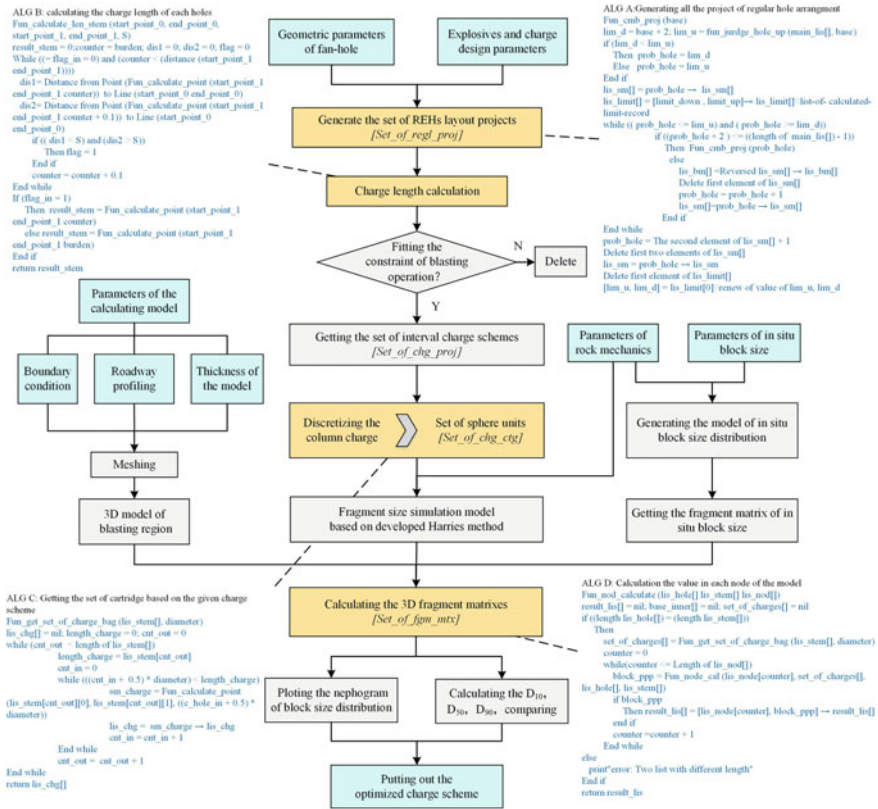 ALG B: calculating the charge length of each holes
Fun_calculate_len_stem (start_point_0, end_point_0,
start_point_1, end_point_1, S)
result_stem = 0;counter = burden; dis1 = 0; dis2 = 0; flag = 0
While ((= flag_in = 0) and (counter < (distance (start_point_1
end_point_1))))
dis1= Distance from Point (Fun_calculate_point (start_point_1
end_point_1 counter)) to Line (start_point_0 end_point_0)
dis2= Distance from Point (Fun_calculate_point (start_point_1
end_point_1 counter + 0.1)) to Line (start_point_0
end_point_0)
if (( dis1 < S) and (dis2 > S))
Then flag = 1
End if
counter = counter + 0.1
End while
If (flag_in = 1)
Then result_stem = Fun_calculate_point (start_point_1
end_point_1 counter)
else result_stem = Fun_calculate_point (start_point_1
end_point_1 burden)
End if
return result_stem
Geometric parameters
of fan-hole
Explosives and charge
design parameters
Generate the set of REHs layout projects
[Set_of_regl_proj]
Charge length calculation
Fitting the
constraint of blasting
operation?
N
Delete
Y
Getting the set of interval charge schemes
[Set_of_chg_proj]
Discretizing the
column charge
Set of sphere units
[Set_of_chg_ctg]
Fragment size simulation model
based on developed Harries method
Calculating the 3D fragment matrixes
[Set_of_fgm_mtx]
Ploting the nephogram
of block size distribution
Calculating the D10,
D50, D90, comparing
Putting out the
optimized charge scheme
ALG A:Generating all the project of regular hole arrangment
Fun_cmb_proj (base)
lim_d = base + 2; lim_u = fun_jurdge_hole_up (main_lis[], base)
if (lim_d < lim_u)
Then prob_hole = lim_d
Else prob_hole = lim_u
End if
lis_sm[] = prob_hole → lis_sm[]
lis_limit[] = [limit_down , limit_up]→ lis_limit[]/ list-of- calculated-
limit-record
while (( prob_hole <= lim_u) and ( prob_hole >= lim_d))
if ((prob_hole + 2 ) <= ((length of main_lis[]) - 1))
Then Fun_cmb_proj (prob_hole)
else
lis_bm[] =Reversed lis_sm[] → lis_bm[]
Delete first element of lis_sm[]
prob_hole = prob_hole + 1
lis_sm[]=prob_hole → lis_sm[]
End if
End while
prob_hole = The second element of lis_sm[] + 1
Delete first two elements of lis_sm[]
lis_sm = prob_hole → lis_sm
Delete first element of lis_limit[]
[lim_u, lim_d] = lis_limit[0]/ renew of value of lim_u, lim_d
Parameters of the
calculating model
Boundary
condition
Roadway
profiling
Thickness of
the model
Meshing
3D model of
blasting region
Parameters of
rock mechanics
Parameters of in situ
block size
Generating the model of in situ
block size distribution
Getting the fragment matrix of in
situ block size
ALG C: Getting the set of cartridge based on the given charge
scheme
Fun_get_set_of_charge_bag (lis_stem[], diameter)
lis_chg[] = nil; length_charge = 0; cnt_out = 0
while (cnt_out < length of lis_stem[])
length_charge = lis_stem[cnt_out]
cnt_in = 0
while (((cnt_in + 0.5) * diameter) < length_charge)
sm_charge = Fun_calculate_point
(lis_stem[cnt_out][0], lis_stem[cnt_out][1], ((c_hole_in + 0.5) *
diameter))
lis_chg = sm_charge → lis_chg
cnt_in = cnt_in + 1
End while
cnt_out = cnt_out + 1
End while
return lis_chg[]
ALG D: Calculation the value in each node of the model
Fun_nod_calculate (lis_hole[] lis_stem[] lis_nod[])
result_lis[] = nil; base_inner[] = nil; set_of_charges[] = nil
if ((length lis_hole[]) = (length lis_stem[]))
Then
set_of_charges[] = Fun_get_set_of_charge_bag (lis_stem[], diameter)
counter = 0
while(counter <= Length of lis_nod[])
block_ppp = Fun_node_cal (lis_node[counter], set_of_charges[],
lis_hole[], lis_stem[])
if block_ppp
Then result_lis[] = [lis_node[counter], block_ppp] → result_lis[]
end if
counter =counter + 1
End while
else
print"error: Two list with different length"
End if
return result_lis